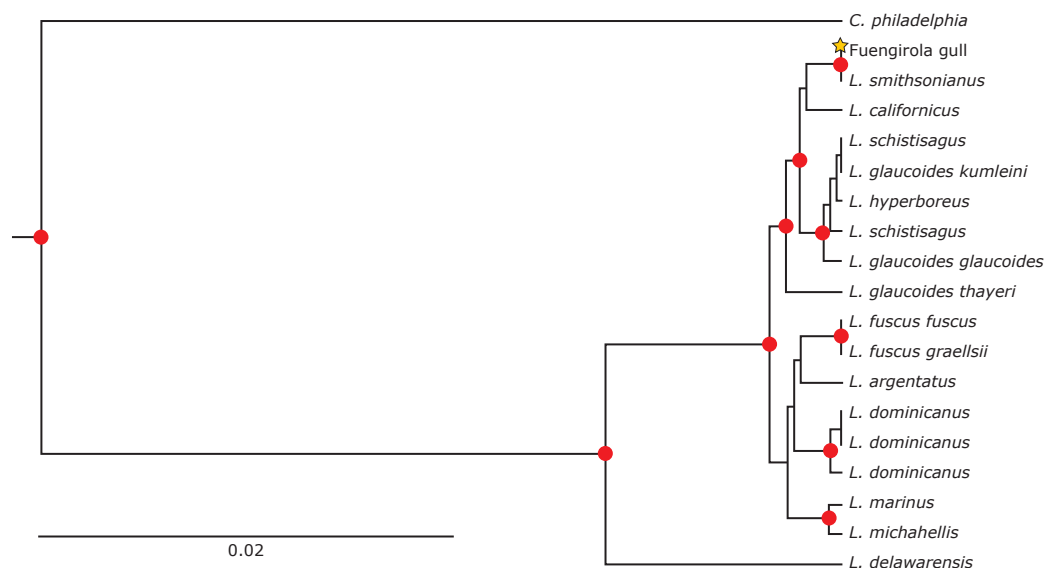 C. philadelphia
Fuengirola gull
L. smithsonianus
L. californicus
L. schistisagus
L. glaucoides kumleini
L. hyperboreus
L. schistisagus
L. glaucoides glaucoides
L. glaucoides thayeri
L. fuscus fuscus
L. fuscus graellsii
L. argentatus
L. dominicanus
L. dominicanus
L. dominicanus
L. marinus
L. michahellis
L. delawarensis
0.02